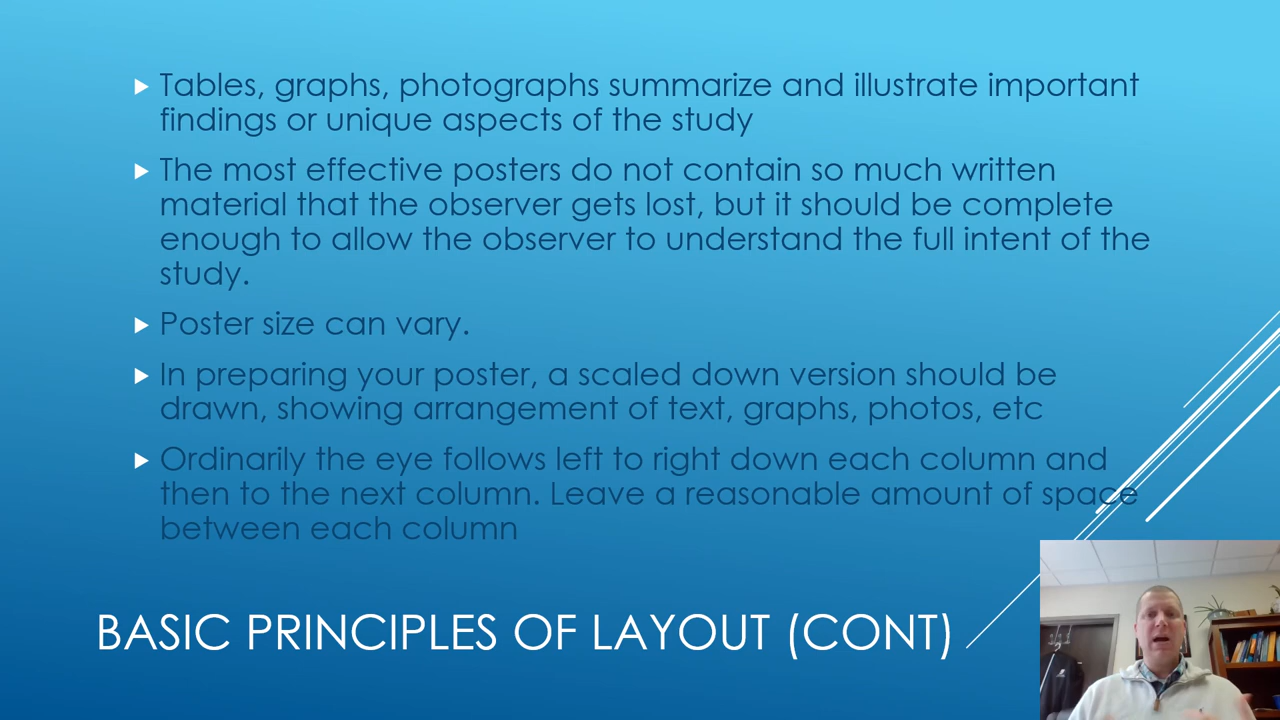 Tables, graphs, photographs summarize and illustrate important
findings or unique aspects of the study
The most effective posters do not contain so much written
material that the observer gets lost, but it should be complete
enough to allow the observer to understand the full intent of the
study.
Poster size can vary.
In preparing your poster, a scaled down version should be
drawn, showing arrangement of text, graphs, photos, etc
Ordinarily the eye follows left to right down each column and
then to the next column. Leave a reasonable amount of space
between each column
BASIC PRINCIPLES OF LAYOUT (CONT)